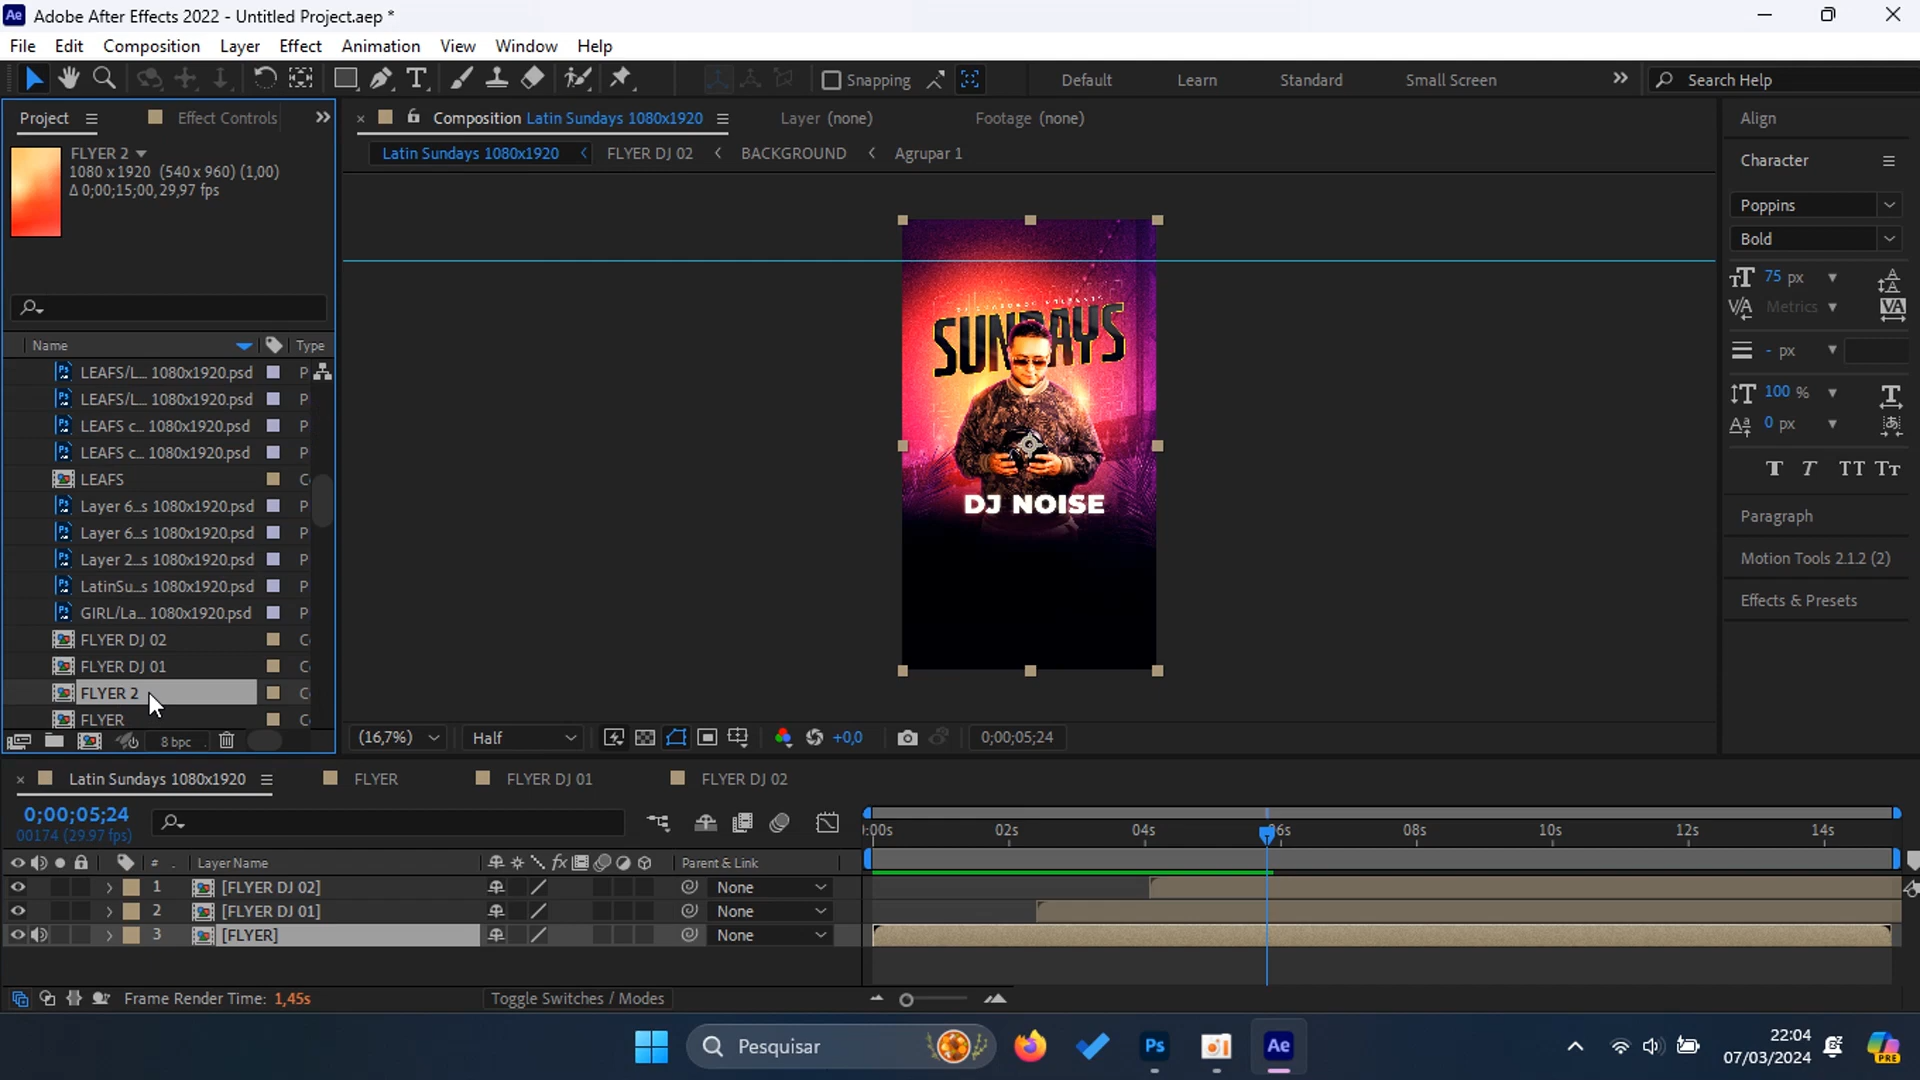 Ae Adobe After Effects 2022 - Untitled Project.aep *
File Edit Composition Layer Effect Animation View Window Help
Snapping Default Learn Standard Small Screen Search Help
Project Effect Controls
FLYER 2
1080 x 1920 (540 x 960) (1,00)
Δ 0;00;15;00, 29,97 fps
Name Type
LEAFS/L... 1080x1920.psd P
LEAFS/L... 1080x1920.psd P
LEAFS c... 1080x1920.psd P
LEAFS c... 1080x1920.psd P
LEAFS C
Layer 6...s 1080x1920.psd P
Layer 6...s 1080x1920.psd P
Layer 2...s 1080x1920.psd P
LatinSu...s 1080x1920.psd P
GIRL/La... 1080x1920.psd P
FLYER DJ 02 C
FLYER DJ 01 C
FLYER 2 C
FLYER C
8 bpc
Composition Latin Sundays 1080x1920 Layer (none) Footage (none)
Latin Sundays 1080x1920 FLYER DJ 02 BACKGROUND Agrupar 1
SUNDAYS
DJ NOISE
(16,7%) Half +0,0 0;00;05;24
Align
Character
Poppins
Bold
75 px
Metrics
- px
100 %
0 px
T T TT Tt
Paragraph
Motion Tools 2.1.2 (2)
Effects & Presets
Latin Sundays 1080x1920 FLYER FLYER DJ 01 FLYER DJ 02
0;00;05;24
00174 (29.97 fps)
:00s 02s 04s 06s 08s 10s 12s 14s
# Layer Name fx Parent & Link
1 [FLYER DJ 02] None
2 [FLYER DJ 01] None
3 [FLYER] None
Frame Render Time: 1,45s Toggle Switches / Modes
Pesquisar Ps Ae
22:04
07/03/2024
PRE